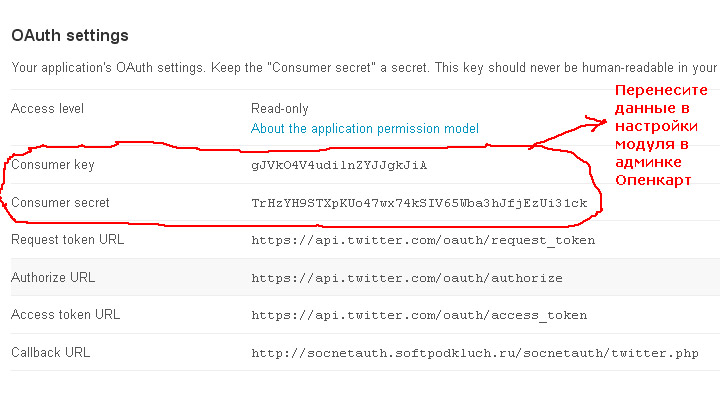 OAuth settings
Your application's OAuth settings. Keep the "Consumer secret" a secret. This key should never be human-readable in your
Access level
Read-only
About the application permission model
Consumer key
gJVkO4V4udilnZYJJgkJiA
Consumer secret
TrHzYH9STXpKUo47wx74kSIV65Wba3hJfjEzUi31ck
Request token URL
https://api.twitter.com/oauth/request_token
Authorize URL
https://api.twitter.com/oauth/authorize
Access token URL
https://api.twitter.com/oauth/access_token
Callback URL
http://socnetauth.softpodkluch.ru/socnetauth/twitter.php
Перенесите
данные в
настройки
модуля в
админке
Опенкарт